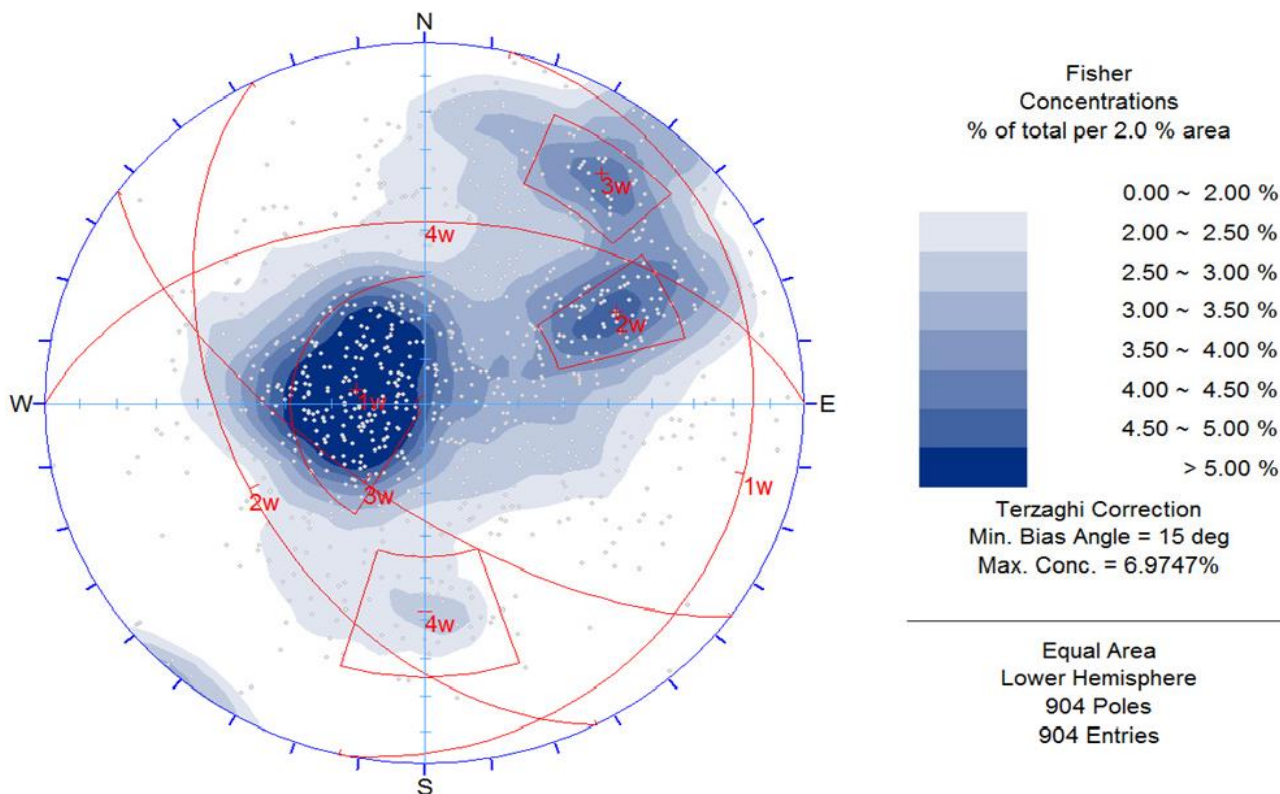 N
W
E
S
1w
2w
3w
4w
1w
2w
3w
4w
Fisher
Concentrations
% of total per 2.0 % area
0.00 ~ 2.00 %
2.00 ~ 2.50 %
2.50 ~ 3.00 %
3.00 ~ 3.50 %
3.50 ~ 4.00 %
4.00 ~ 4.50 %
4.50 ~ 5.00 %
> 5.00 %
Terzaghi Correction
Min. Bias Angle = 15 deg
Max. Conc. = 6.9747%
Equal Area
Lower Hemisphere
904 Poles
904 Entries